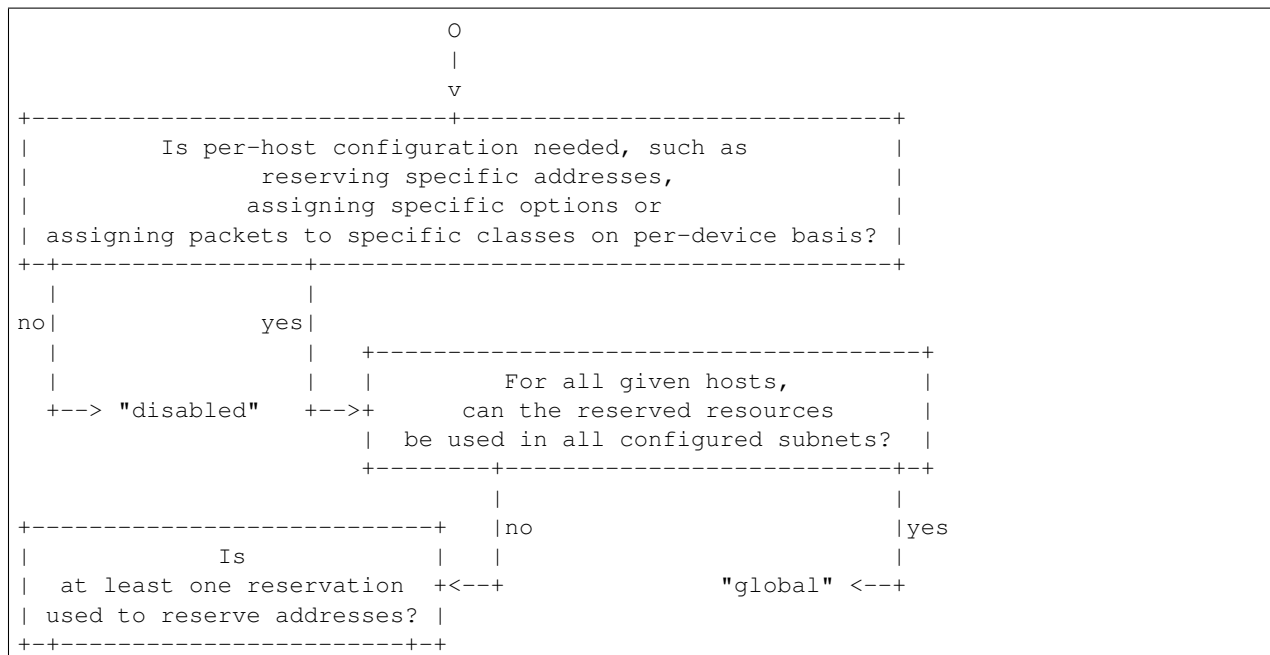 O
|
v
+-----------------------------+------------------------------+
|         Is per-host configuration needed, such as          |
|                reserving specific addresses,               |
|               assigning specific options or                |
| assigning packets to specific classes on per-device basis? |
+-+-----------------+----------------------------------------+
  |                 |
no|              yes|
  |                 |   +--------------------------------------+
  |                 |   |         For all given hosts,         |
  +--> "disabled"   +-->+      can the reserved resources      |
                        |  be used in all configured subnets?  |
                        +--------+---------------------------+-+
                                 |                           |
+----------------------------+   |no                         |yes
|             Is             |   |                           |
|  at least one reservation  +<--+               "global" <--+
| used to reserve addresses? |
+-+------------------------+-+